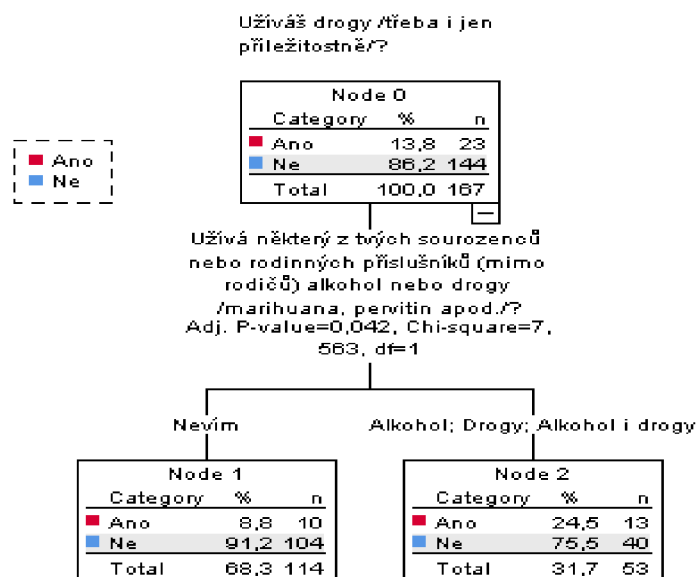 Užíváš drogy /třeba i jen
příležitostně/?
Node 0
Category % n
Ano 13,8 23
Ne 86,2 144
Total 100,0 167
Ano
Ne
Užívá některý z tvých sourozenců
nebo rodinných příslušníků (mimo
rodičů) alkohol nebo drogy
/marihuana, pervitin apod./?
Adj. P-value=0,042, Chi-square=7,
563, df=1
Nevím
Alkohol; Drogy; Alkohol i drogy
Node 1
Category % n
Ano 8,8 10
Ne 91,2 104
Total 68,3 114
Node 2
Category % n
Ano 24,5 13
Ne 75,5 40
Total 31,7 53